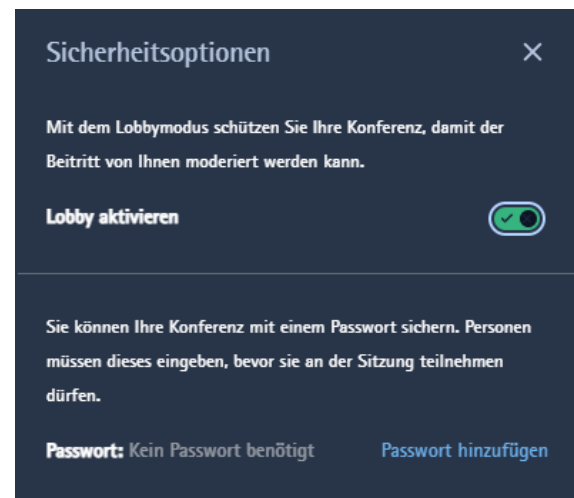 Sicherheitsoptionen
Mit dem Lobbymodus schützen Sie Ihre Konferenz, damit der
Beitritt von Ihnen moderiert werden kann.
Lobby aktivieren
Sie können Ihre Konferenz mit einem Passwort sichern. Personen
müssen dieses eingeben, bevor sie an der Sitzung teilnehmen
dürfen.
Passwort: Kein Passwort benötigt Passwort hinzufügen